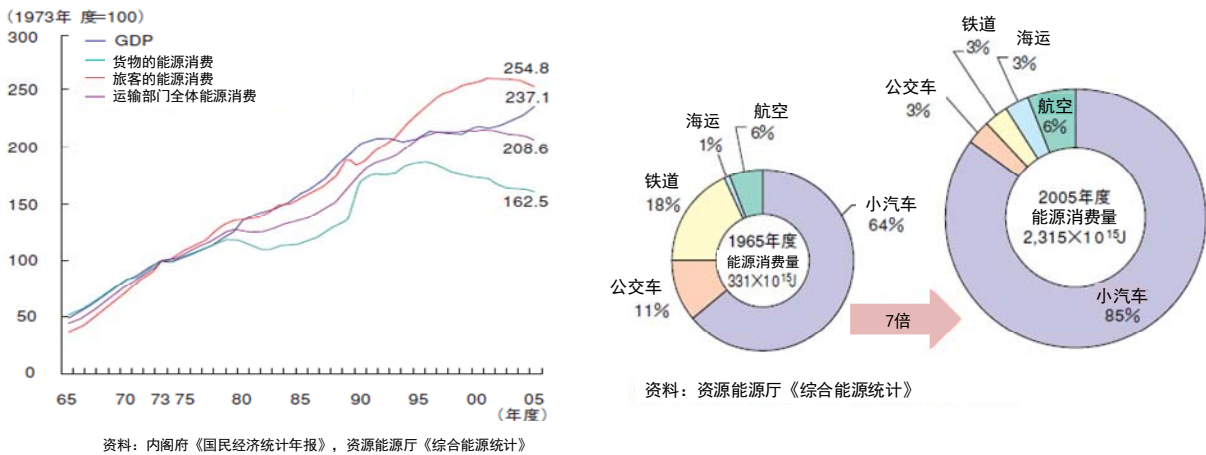 (1973年 度=100)
300
250
200
150
100
50
0
GDP
货物的能源消费
旅客的能源消费
运输部门全体能源消费
254.8
237.1
208.6
162.5
65 70 73 75 80 85 90 95 00 05
(年度)
资料：内阁府《国民经济统计年报》，资源能源厅《综合能源统计》
海运
1%
航空
6%
铁道
18%
公交车
11%
小汽车
64%
1965年度
能源消费量
331×10¹⁵J
7倍
铁道
3%
海运
3%
公交车
3%
航空
6%
2005年度
能源消费量
2,315×10¹⁵J
小汽车
85%
资料：资源能源厅《综合能源统计》